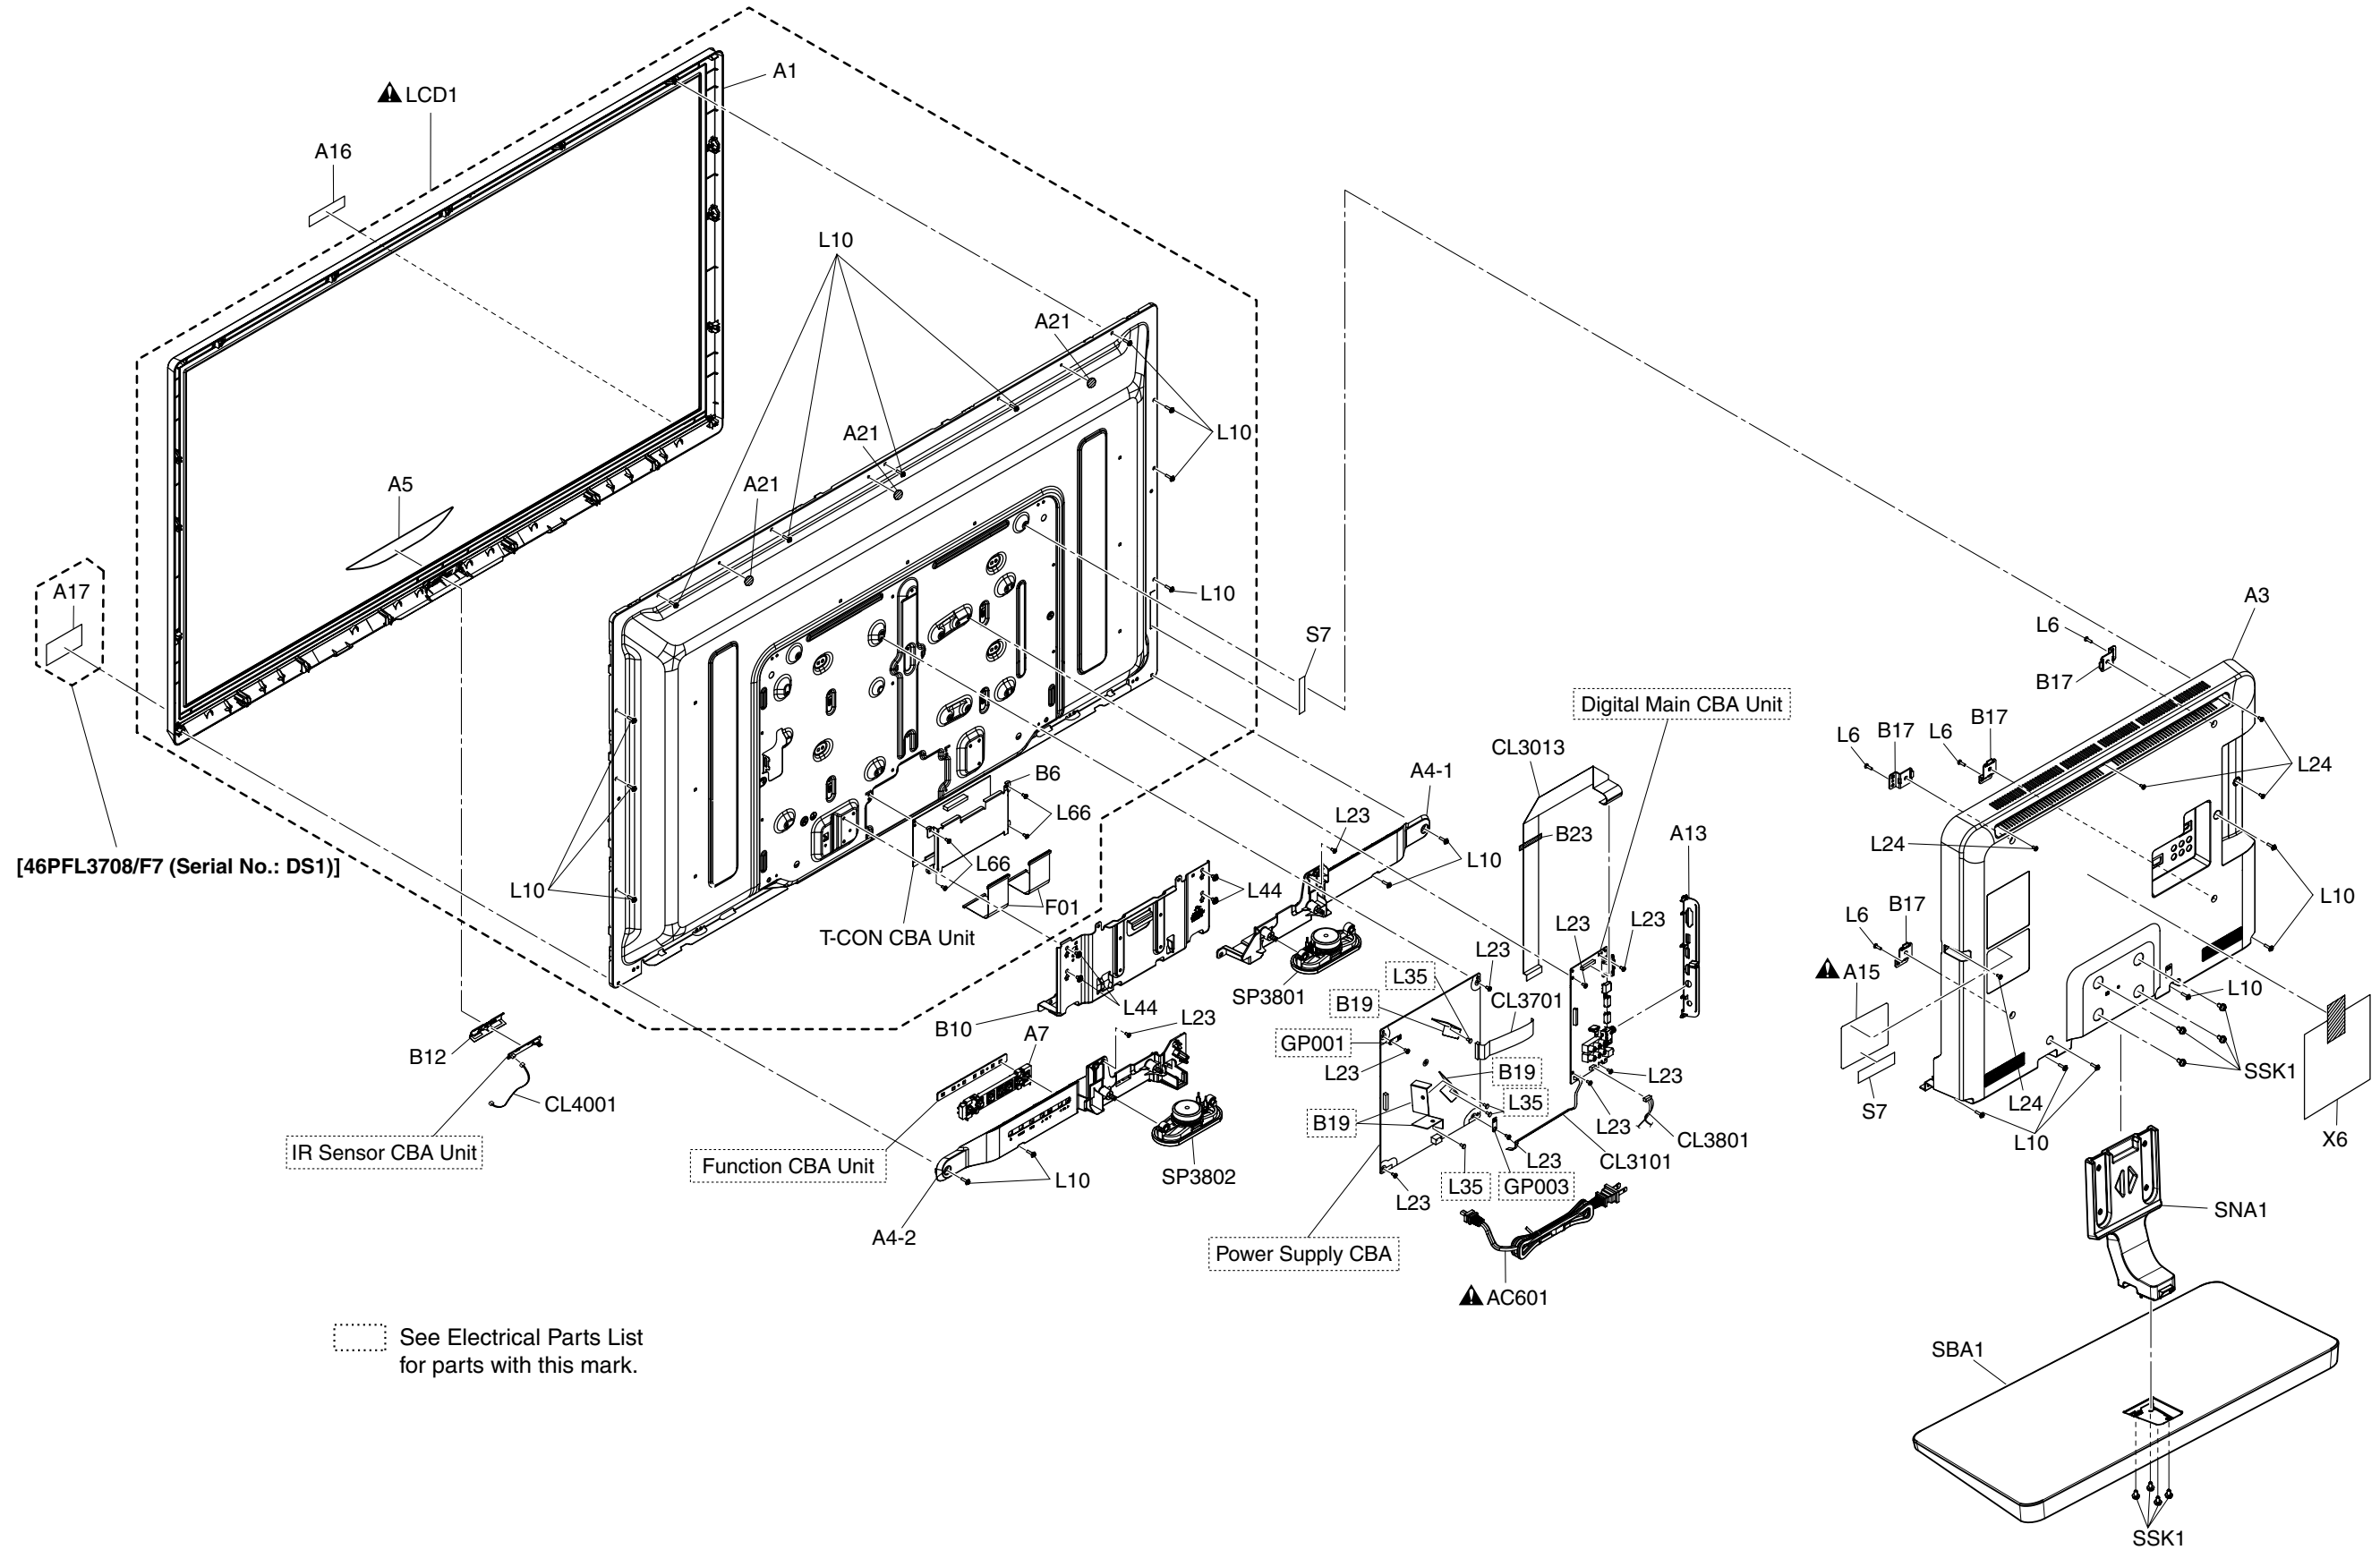 A1
⚠LCD1
A16
L10
A21
A21
A21
L10
A5
A17
L10
[46PFL3708/F7 (Serial No.: DS1)]
L10
S7
B6
L66
L66
F01
T-CON CBA Unit
L44
L44
B10
A4-1
L23
L10
SP3801
CL3013
B23
Digital Main CBA Unit
A13
L23
L23
L23
L35
B19
CL3701
GP001
L23
B19
L35
B19
L23
L23
CL3801
L23
CL3101
L35
GP003
L23
Power Supply CBA
⚠AC601
B12
CL4001
IR Sensor CBA Unit
A7
L23
Function CBA Unit
SP3802
L10
A4-2
A3
L6
B17
L6
B17
L6
B17
L24
L24
L10
L6
B17
⚠A15
S7
L10
SSK1
L24
L10
X6
SNA1
SBA1
SSK1
See Electrical Parts List
for parts with this mark.